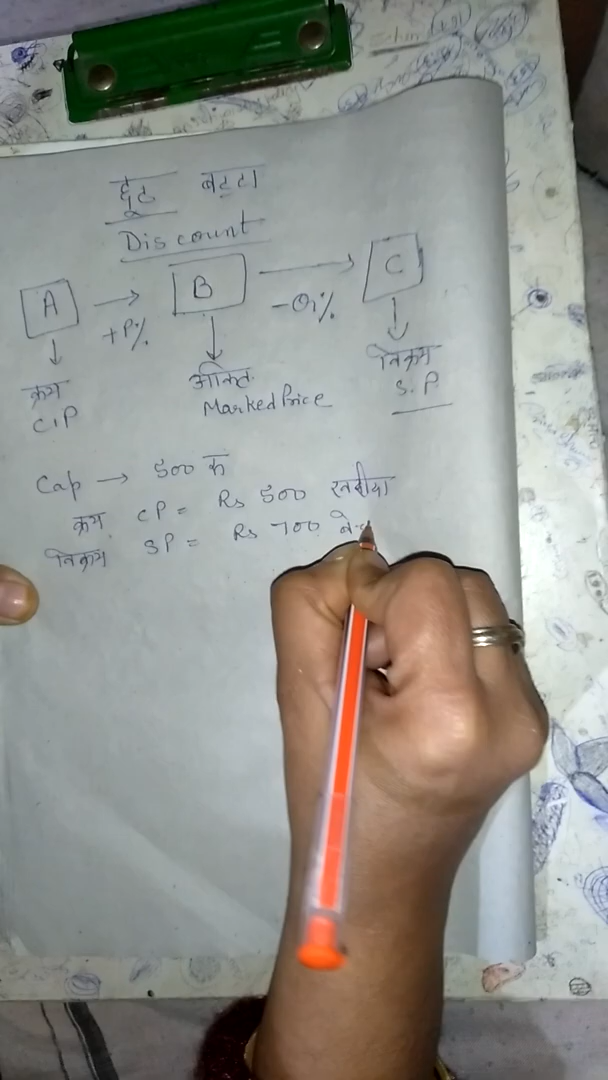 छूट बट्टा
Discount
A → B → C
+P% -D%
क्रय अंकित विक्रय
C.P Marked Price S.P
Cap → 500 रु
क्रय CP = Rs 500 खरीदा
विक्रय SP = Rs 700 बे